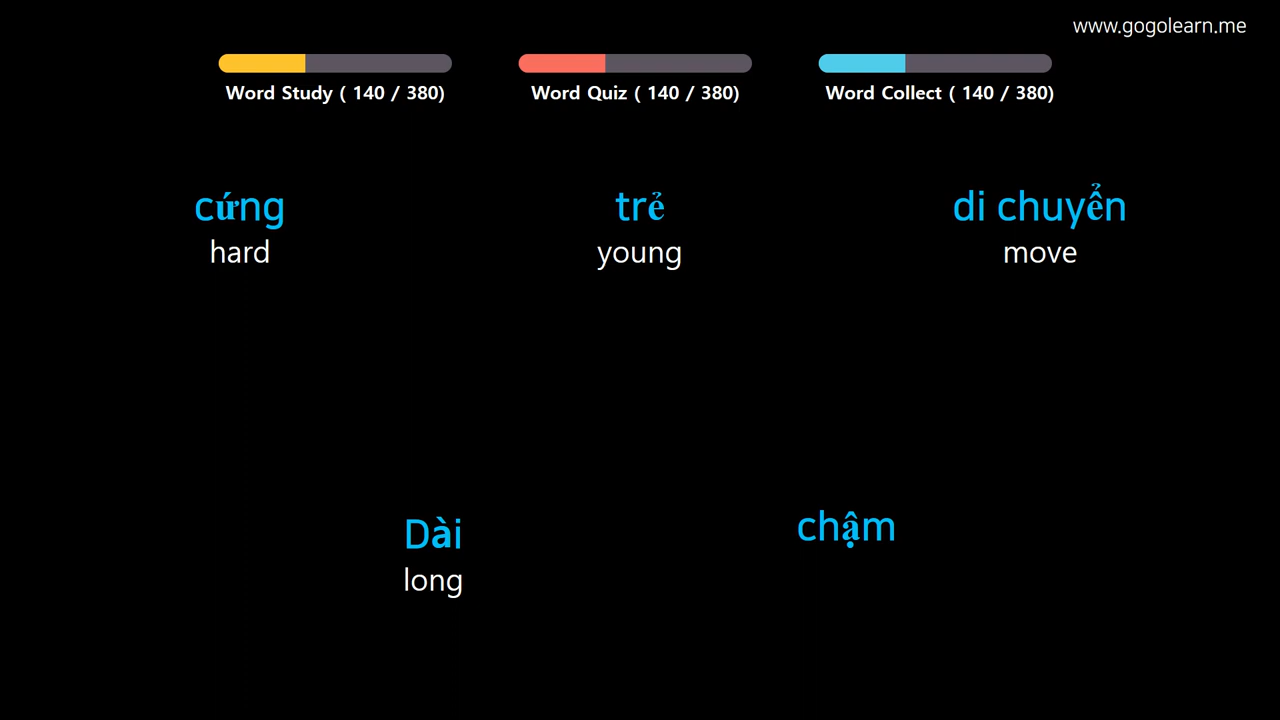 www.gogolearn.me
Word Study ( 140 / 380)
Word Quiz ( 140 / 380)
Word Collect ( 140 / 380)
cứng
hard
trẻ
young
di chuyển
move
Dài
long
chậm